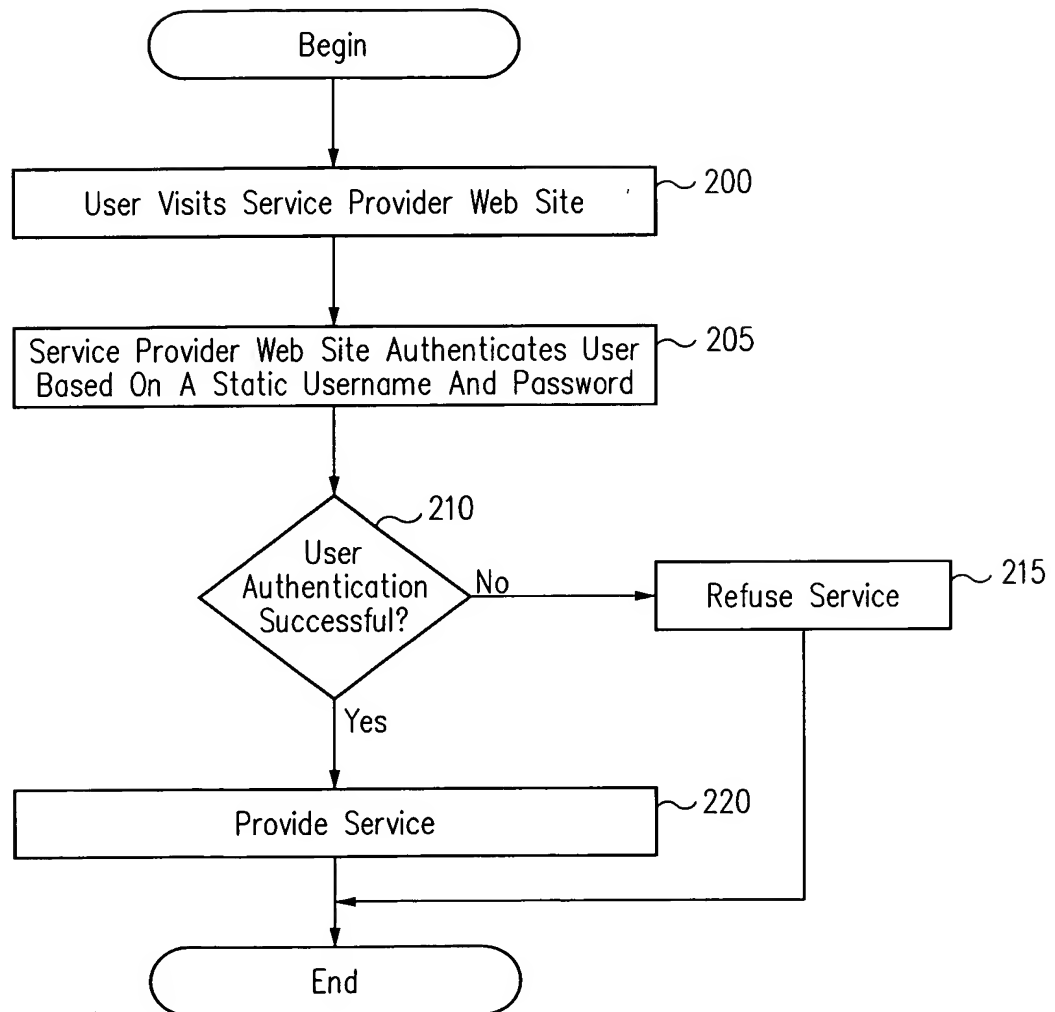 Begin
User Visits Service Provider Web Site
200
Service Provider Web Site Authenticates User
Based On A Static Username And Password
205
210
User
Authentication
Successful?
No
Refuse Service
215
Yes
Provide Service
220
End